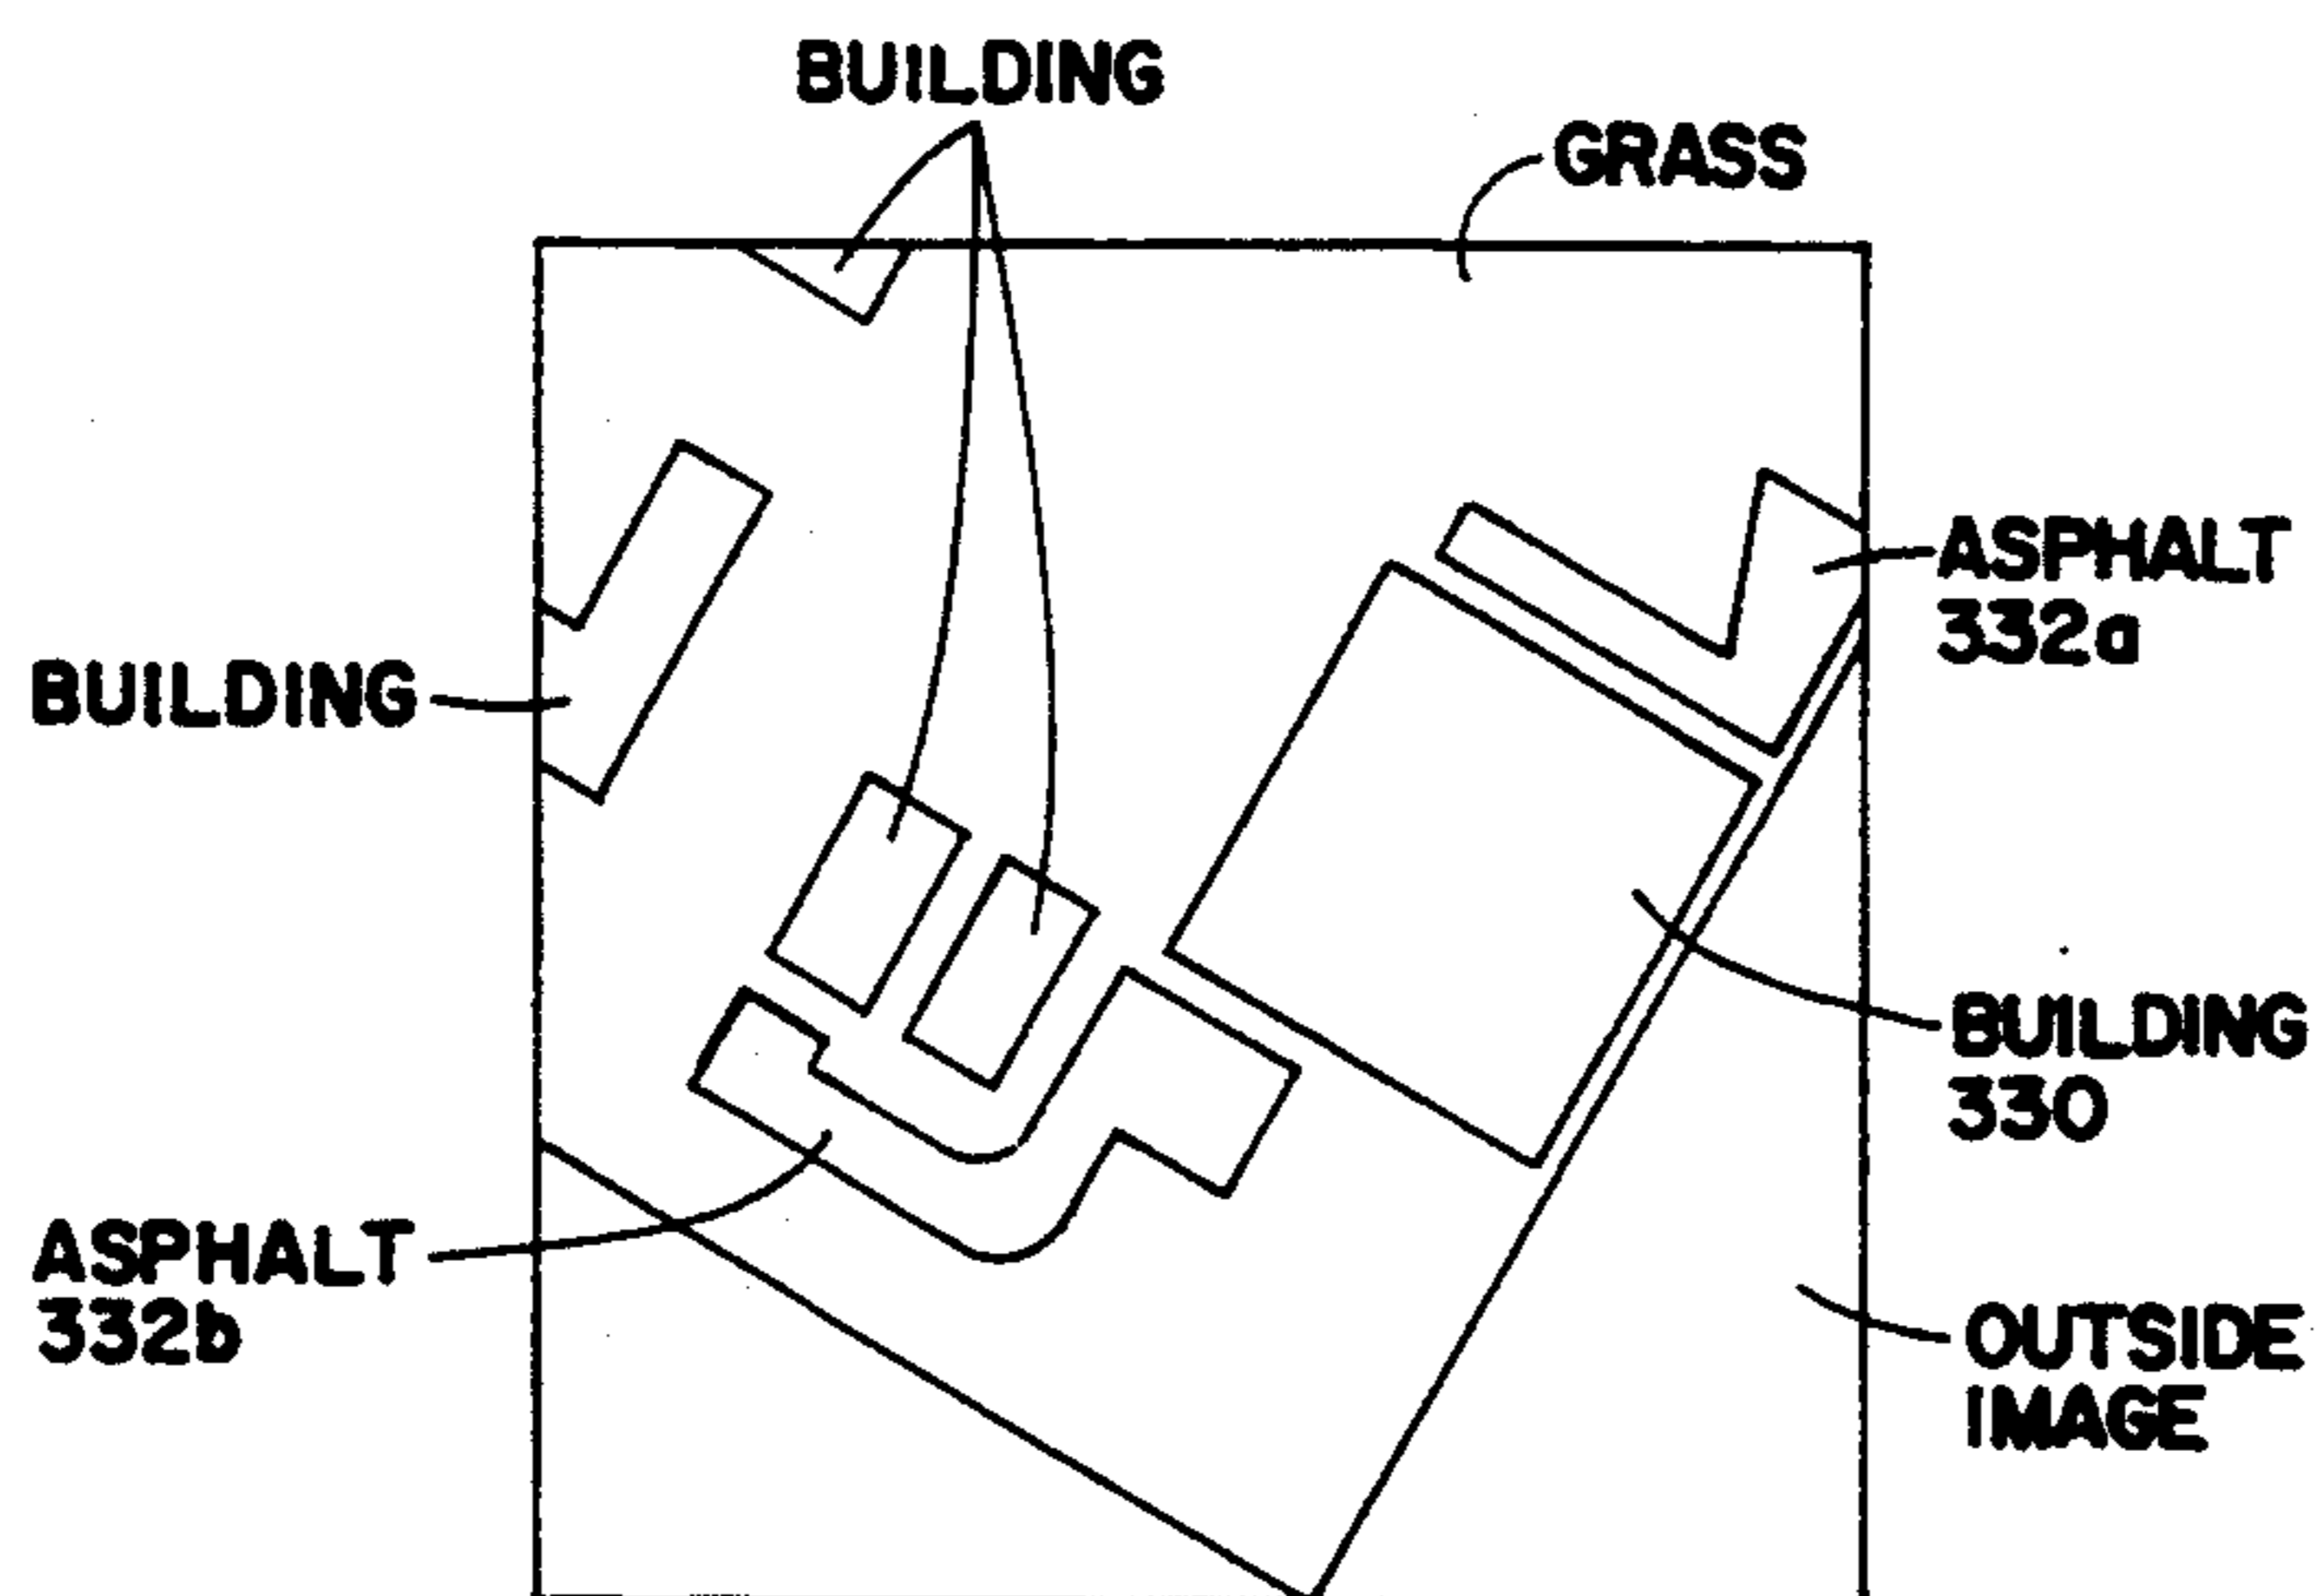 BUILDING
GRASS
ASPHALT
332a
BUILDING
BUILDING
330
ASPHALT
332b
OUTSIDE
IMAGE